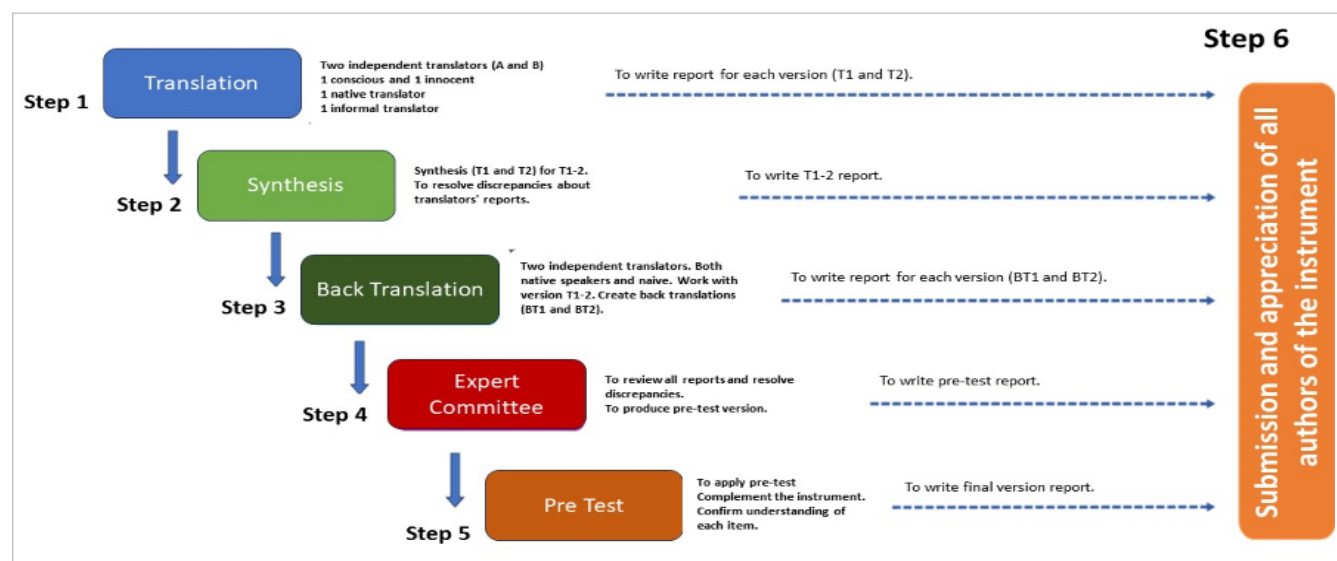 Step 6
Step 1
Translation
Two independent translators (A and B)
1 conscious and 1 innocent
1 native translator
1 informal translator
To write report for each version (T1 and T2).
Step 2
Synthesis
Synthesis (T1 and T2) for T1-2.
To resolve discrepancies about
translators' reports.
To write T1-2 report.
Step 3
Back Translation
Two independent translators. Both
native speakers and naive. Work with
version T1-2. Create back translations
(BT1 and BT2).
To write report for each version (BT1 and BT2).
Step 4
Expert
Committee
To review all reports and resolve
discrepancies.
To produce pre-test version.
To write pre-test report.
Step 5
Pre Test
To apply pre-test
Complement the instrument.
Confirm understanding of
each item.
To write final version report.
Submission and appreciation of all
authors of the instrument